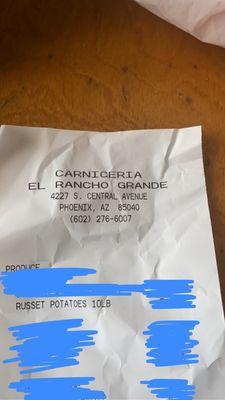 CARNICERIA
EL RANCHO GRANDE
4227 S. CENTRAL AVENUE
PHOENIX, AZ 85040
(602) 276-6007
PRODUCE
RUSSET POTATOES 10LB